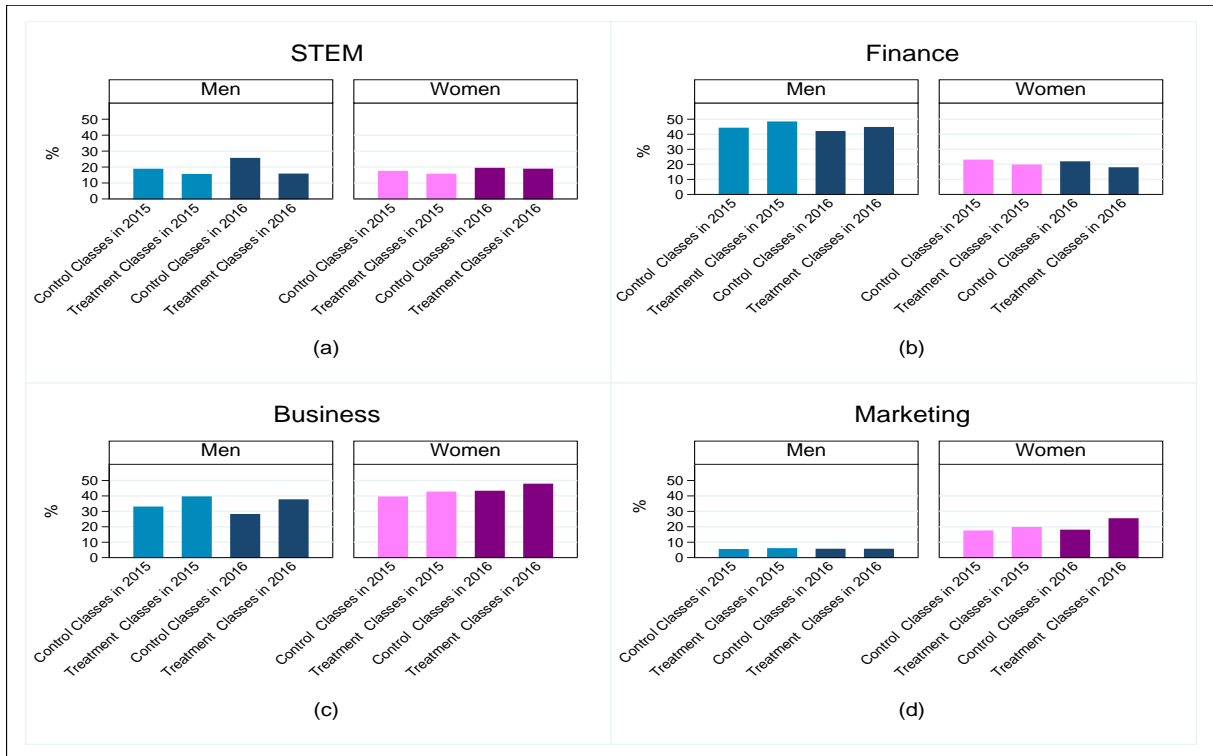 STEM
Men
Women
%
50
40
30
20
10
0
Control Classes in 2015
Treatment Classes in 2015
Control Classes in 2016
Treatment Classes in 2016
Control Classes in 2015
Treatment Classes in 2015
Control Classes in 2016
Treatment Classes in 2016
(a)
Finance
Men
Women
%
50
40
30
20
10
0
Control Classes in 2015
Treatmentl Classes in 2015
Control Classes in 2016
Treatment Classes in 2016
Control Classes in 2015
Treatment Classes in 2015
Control Classes in 2016
Treatment Classes in 2016
(b)
Business
Men
Women
%
50
40
30
20
10
0
Control Classes in 2015
Treatment Classes in 2015
Control Classes in 2016
Treatment Classes in 2016
Control Classes in 2015
Treatment Classes in 2015
Control Classes in 2016
Treatment Classes in 2016
(c)
Marketing
Men
Women
%
50
40
30
20
10
0
Control Classes in 2015
Treatment Classes in 2015
Control Classes in 2016
Treatment Classes in 2016
Control Classes in 2015
Treatment Classes in 2015
Control Classes in 2016
Treatment Classes in 2016
(d)